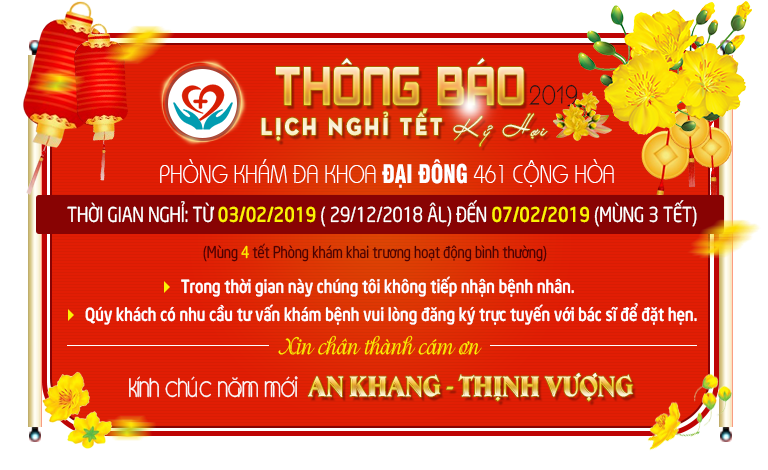 THÔNG BÁO 2019
LỊCH NGHỈ TẾT Kỷ Hợi
PHÒNG KHÁM ĐA KHOA ĐẠI ĐÔNG 461 CỘNG HÒA
THỜI GIAN NGHỈ: TỪ 03/02/2019 ( 29/12/2018 ÂL) ĐẾN 07/02/2019 (MÙNG 3 TẾT)
(Mùng 4 tết Phòng khám khai trương hoạt động bình thường)
Trong thời gian này chúng tôi không tiếp nhận bệnh nhân.
Qúy khách có nhu cầu tư vấn khám bệnh vui lòng đăng ký trực tuyến với bác sĩ để đặt hẹn.
Xin chân thành cám ơn
kính chúc năm mới AN KHANG - THỊNH VƯỢNG